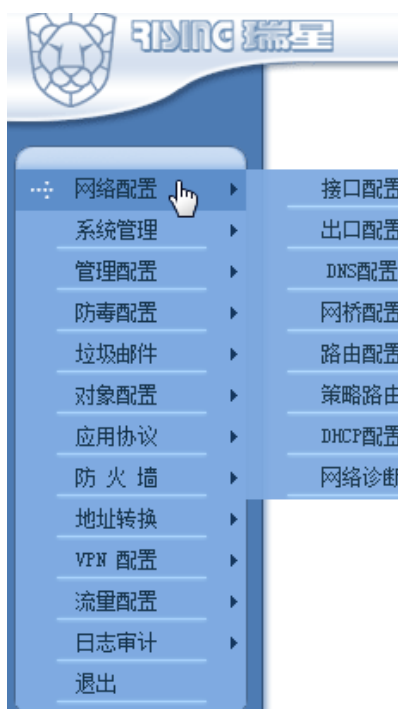 RISING 瑞星
网络配置
系统管理
管理配置
防毒配置
垃圾邮件
对象配置
应用协议
防 火 墙
地址转换
VPN 配置
流里配置
日志审计
退出
接口配置
出口配置
DNS配置
网桥配置
路由配置
策略路由
DHCP配置
网络诊断